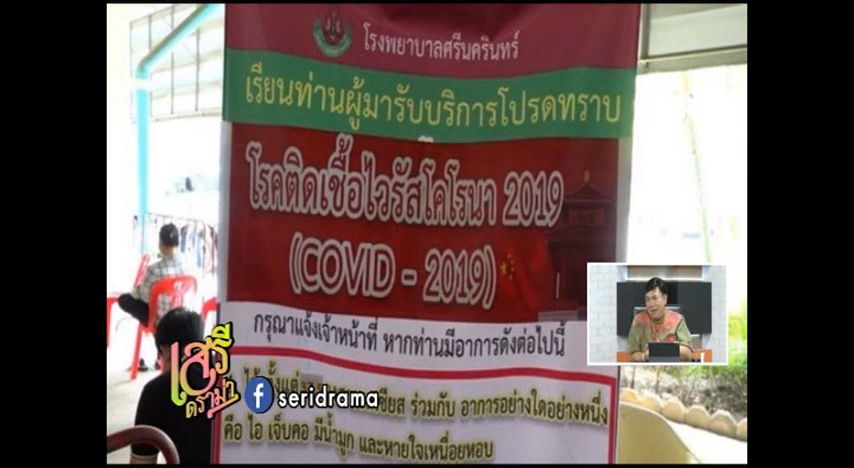 โรงพยาบาลศรีนครินทร์
เรียนท่านผู้มารับบริการโปรดทราบ
โรคติดเชื้อไวรัสโคโรนา 2019
(COVID - 2019)
กรุณาแจ้งเจ้าหน้าที่ หากท่านมีอาการดังต่อไปนี้
ไข้ ตั้งแต่ ร่วมกับ อาการอย่างใดอย่างหนึ่ง
คือ ไอ เจ็บคอ มีน้ำมูก และหายใจเหนื่อยหอบ
เสรี
ดราม่า
seridrama